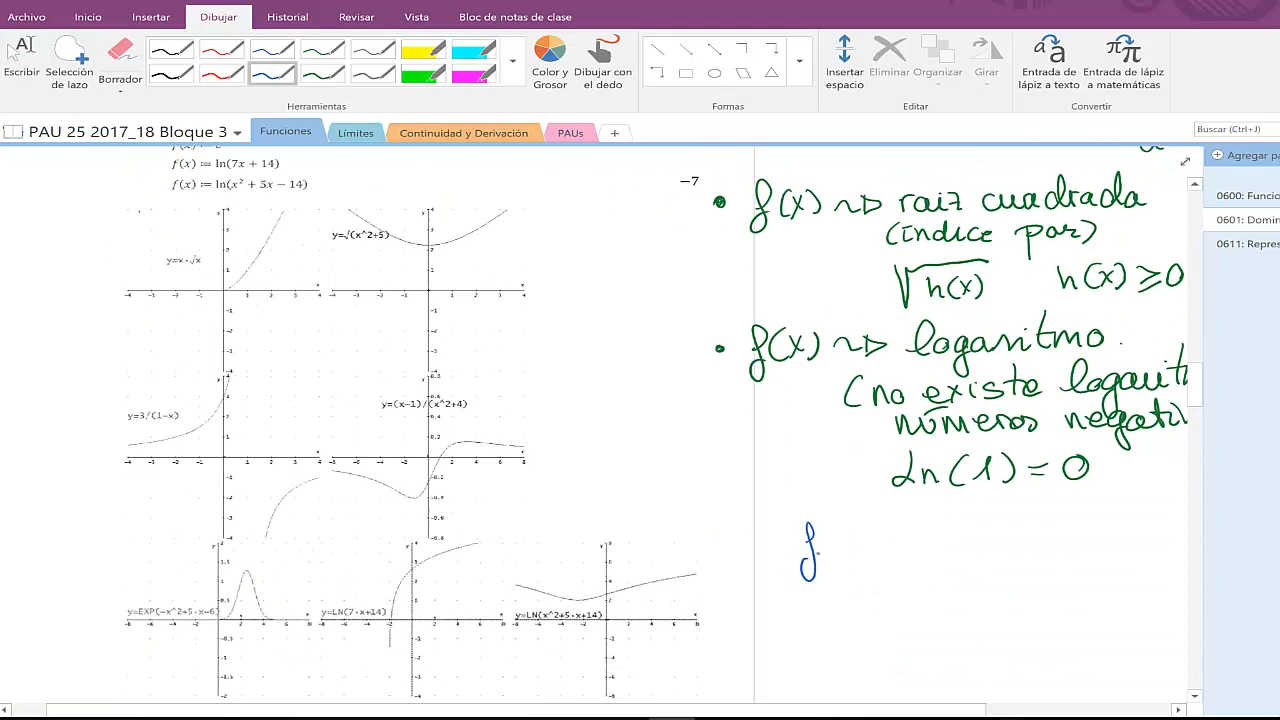 Archivo Inicio Insertar Dibujar Historial Revisar Vista Bloc de notas de clase
Escribir
Selección de lazo
Borrador
Color y Grosor
Dibujar con el dedo
Insertar espacio
Eliminar
Organizar
Girar
Entrada de lápiz a texto
Entrada de lápiz a matemáticas
Herramientas
Formas
Editar
Convertir
PAU 25 2017_18 Bloque 3
Funciones
Límites
Continuidad y Derivación
PAUs
Buscar (Ctrl+J)
Agregar pá
0600: Funcio
0601: Domin
0611: Repres
f(x) ≔ ln(7x + 14)
f(x) ≔ ln(x² + 5x − 14)
−7
y=x·√x
y=√(x^2+5)
y=3/(1-x)
y=(x-1)/(x^2+4)
y=EXP(-x^2+5·x-6)
y=LN(7·x+14)
y=LN(x^2+5·x+14)
• f(x) ~> raiz cuadrada
(índice par)
√h(x) h(x) ≥ 0
• f(x) ~> logaritmo.
(no existe logarit
números negati
Ln(1) = 0
f